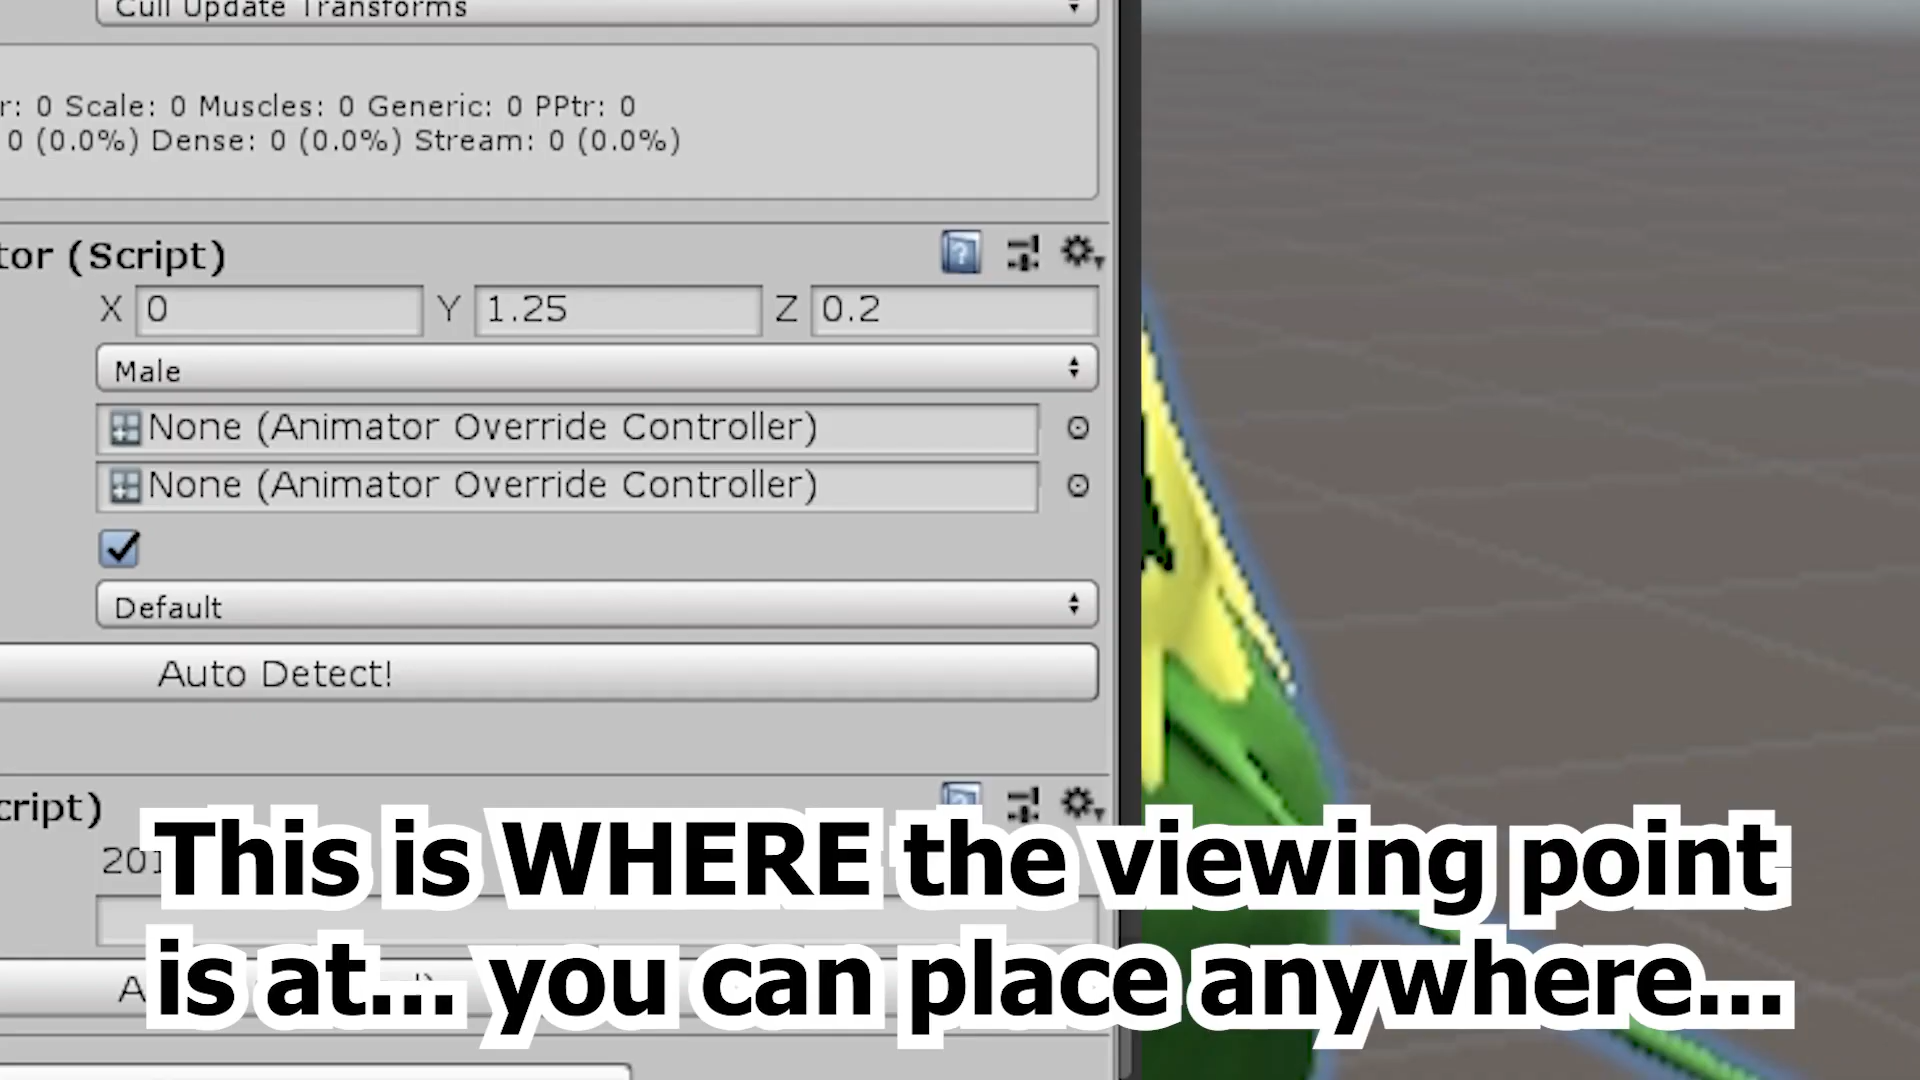 Cull Update Transforms
r: 0 Scale: 0 Muscles: 0 Generic: 0 PPtr: 0
0 (0.0%) Dense: 0 (0.0%) Stream: 0 (0.0%)
tor (Script)
X 0 Y 1.25 Z 0.2
Male
None (Animator Override Controller)
None (Animator Override Controller)
Default
Auto Detect!
cript)
201
This is WHERE the viewing point
is at... you can place anywhere...